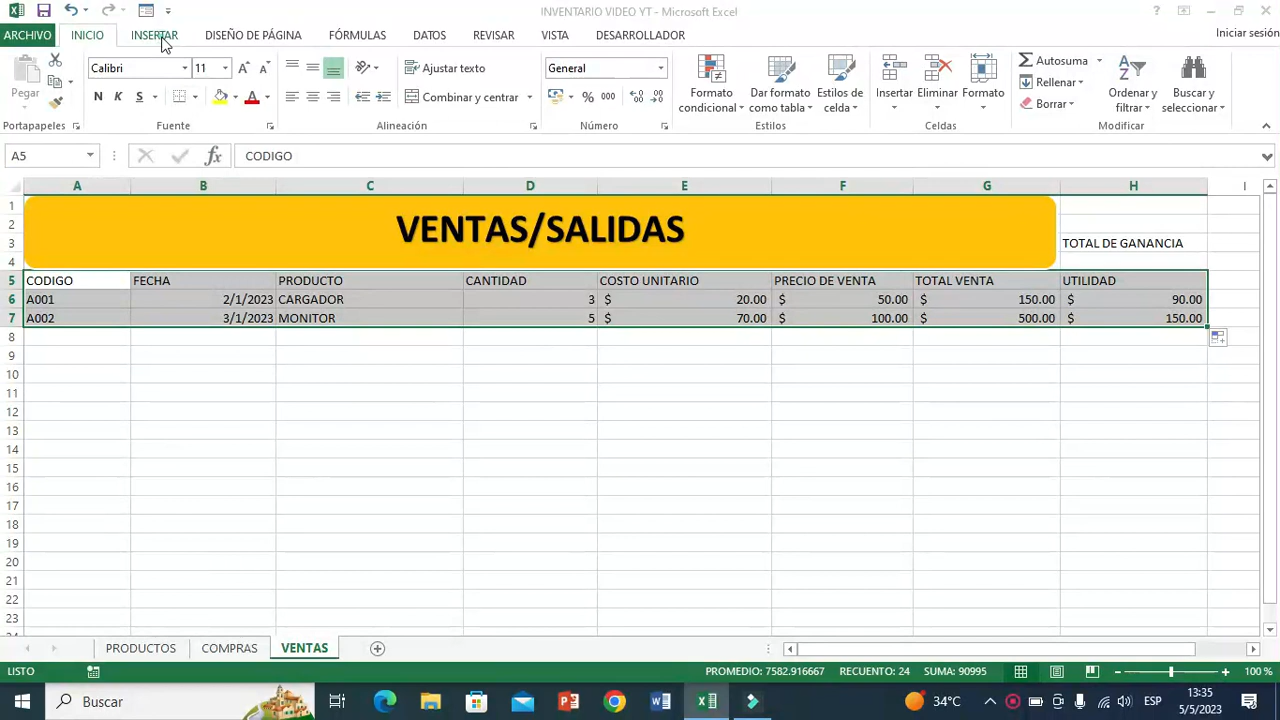 INVENTARIO VIDEO YT - Microsoft Excel
ARCHIVO INICIO INSERTAR DISEÑO DE PÁGINA FÓRMULAS DATOS REVISAR VISTA DESARROLLADOR Iniciar sesión
Pegar
Calibri 11
N K S
Ajustar texto
Combinar y centrar
General
% 000
Formato condicional
Dar formato como tabla
Estilos de celda
Insertar
Eliminar
Formato
Autosuma
Rellenar
Borrar
Ordenar y filtrar
Buscar y seleccionar
Portapapeles Fuente Alineación Número Estilos Celdas Modificar
A5 fx CODIGO
A B C D E F G H I
1
2 VENTAS/SALIDAS
3 TOTAL DE GANANCIA
4
5 CODIGO FECHA PRODUCTO CANTIDAD COSTO UNITARIO PRECIO DE VENTA TOTAL VENTA UTILIDAD
6 A001 2/1/2023 CARGADOR 3 $ 20.00 $ 50.00 $ 150.00 $ 90.00
7 A002 3/1/2023 MONITOR 5 $ 70.00 $ 100.00 $ 500.00 $ 150.00
8
9
10
11
12
13
14
15
16
17
18
19
20
21
22
23
PRODUCTOS COMPRAS VENTAS
LISTO PROMEDIO: 7582.916667 RECUENTO: 24 SUMA: 90995 100 %
Buscar 34°C ESP 13:35
5/5/2023